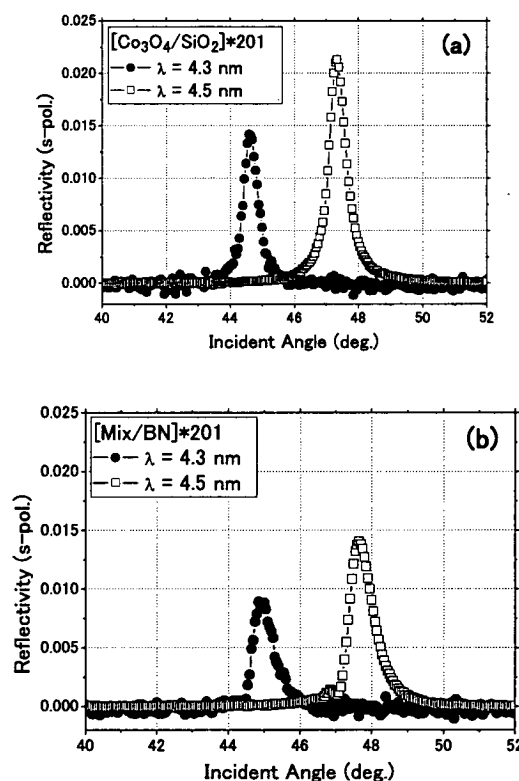 [Co₃O₄/SiO₂]*201
λ = 4.3 nm
λ = 4.5 nm
(a)
Reflectivity (s-pol.)
0.025
0.020
0.015
0.010
0.005
0.000
40 42 44 46 48 50 52
Incident Angle (deg.)
[Mix/BN]*201
λ = 4.3 nm
λ = 4.5 nm
(b)
Reflectivity (s-pol.)
0.025
0.020
0.015
0.010
0.005
0.000
40 42 44 46 48 50 52
Incident Angle (deg.)